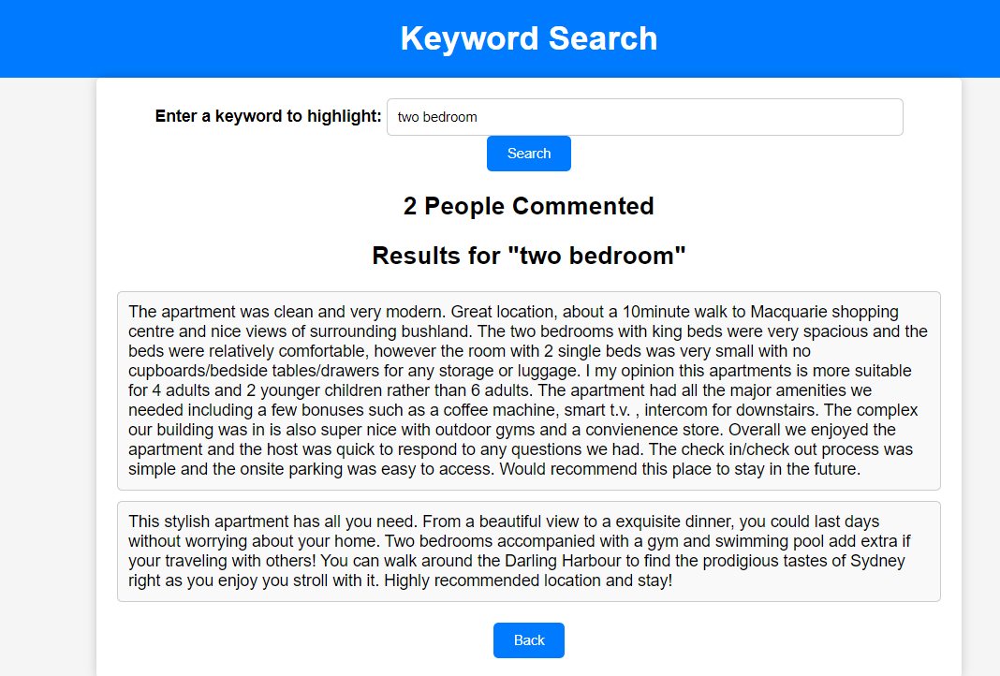 Keyword Search
Enter a keyword to highlight: two bedroom
Search
2 People Commented
Results for "two bedroom"
The apartment was clean and very modern. Great location, about a 10minute walk to Macquarie shopping
centre and nice views of surrounding bushland. The two bedrooms with king beds were very spacious and the
beds were relatively comfortable, however the room with 2 single beds was very small with no
cupboards/bedside tables/drawers for any storage or luggage. I my opinion this apartments is more suitable
for 4 adults and 2 younger children rather than 6 adults. The apartment had all the major amenities we
needed including a few bonuses such as a coffee machine, smart t.v. , intercom for downstairs. The complex
our building was in is also super nice with outdoor gyms and a convienence store. Overall we enjoyed the
apartment and the host was quick to respond to any questions we had. The check in/check out process was
simple and the onsite parking was easy to access. Would recommend this place to stay in the future.
This stylish apartment has all you need. From a beautiful view to a exquisite dinner, you could last days
without worrying about your home. Two bedrooms accompanied with a gym and swimming pool add extra if
your traveling with others! You can walk around the Darling Harbour to find the prodigious tastes of Sydney
right as you enjoy you stroll with it. Highly recommended location and stay!
Back